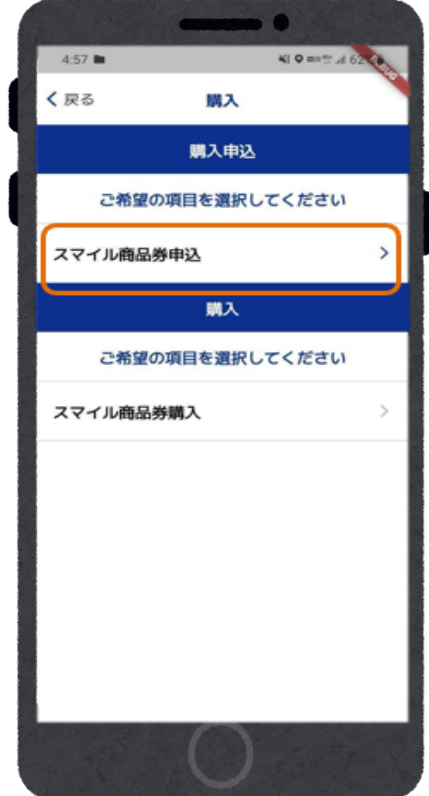 4:57
62%
DEBUG
戻る 購入
購入申込
ご希望の項目を選択してください
スマイル商品券申込
購入
ご希望の項目を選択してください
スマイル商品券購入